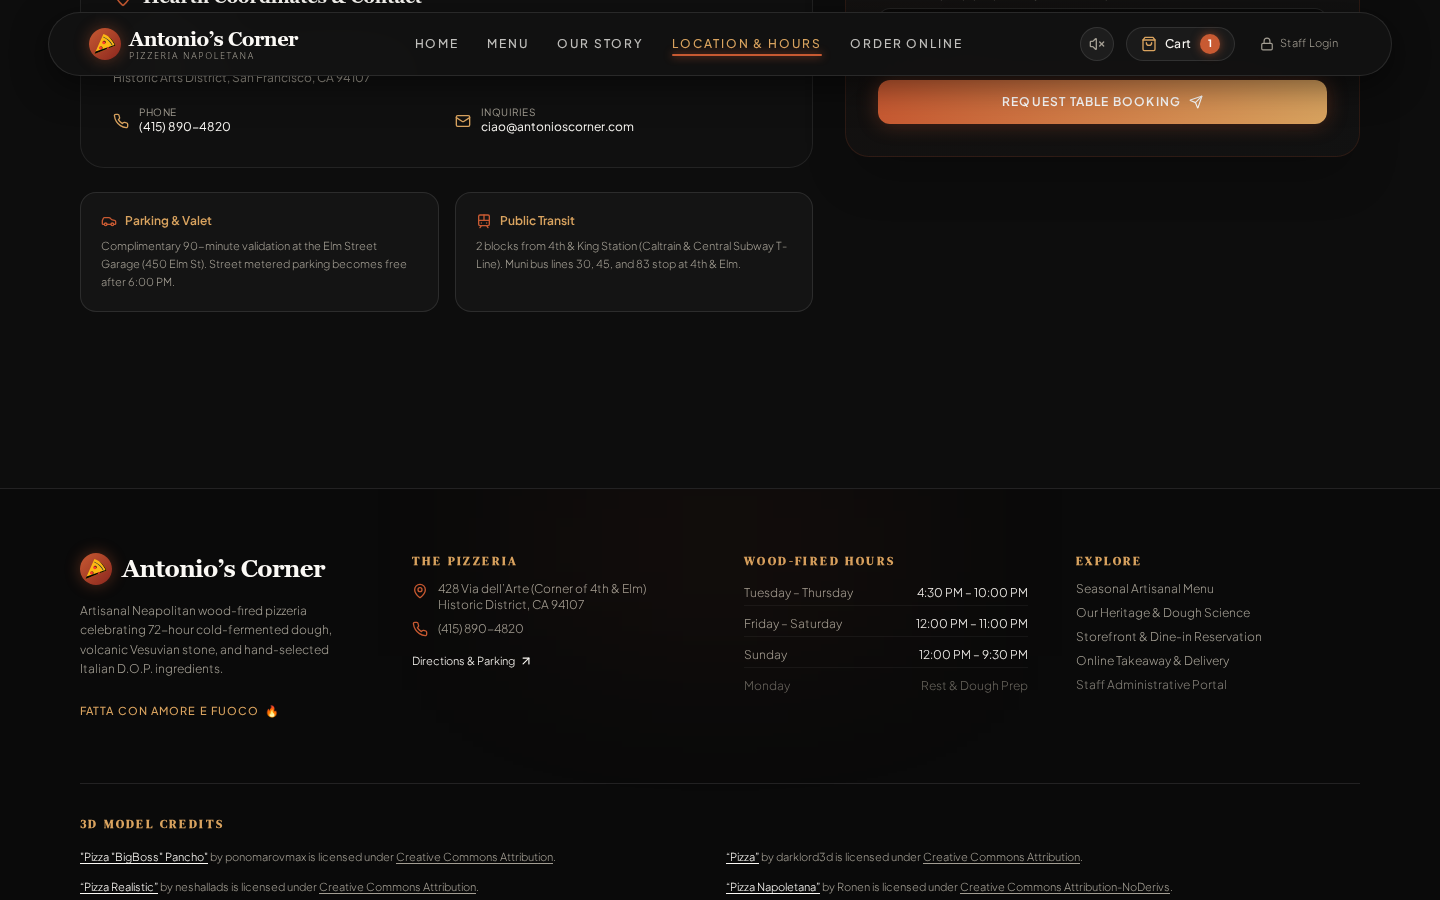 Hearth Coordinates & Contact
Antonio's Corner
PIZZERIA NAPOLETANA
HOME
MENU
OUR STORY
LOCATION & HOURS
ORDER ONLINE
Cart
1
Staff Login
Historic Arts District, San Francisco, CA 94107
PHONE
(415) 890-4820
INQUIRIES
ciao@antonioscorner.com
REQUEST TABLE BOOKING
Parking & Valet
Complimentary 90-minute validation at the Elm Street
Garage (450 Elm St). Street metered parking becomes free
after 6:00 PM.
Public Transit
2 blocks from 4th & King Station (Caltrain & Central Subway T-
Line). Muni bus lines 30, 45, and 83 stop at 4th & Elm.
Antonio's Corner
Artisanal Neapolitan wood-fired pizzeria
celebrating 72-hour cold-fermented dough,
volcanic Vesuvian stone, and hand-selected
Italian D.O.P. ingredients.
FATTA CON AMORE E FUOCO 🔥
THE PIZZERIA
428 Via dell'Arte (Corner of 4th & Elm)
Historic District, CA 94107
(415) 890-4820
Directions & Parking
WOOD-FIRED HOURS
Tuesday – Thursday 4:30 PM – 10:00 PM
Friday – Saturday 12:00 PM – 11:00 PM
Sunday 12:00 PM – 9:30 PM
Monday Rest & Dough Prep
EXPLORE
Seasonal Artisanal Menu
Our Heritage & Dough Science
Storefront & Dine-in Reservation
Online Takeaway & Delivery
Staff Administrative Portal
3D MODEL CREDITS
"Pizza "BigBoss" Pancho" by ponomarovmax is licensed under Creative Commons Attribution.
"Pizza" by darklord3d is licensed under Creative Commons Attribution.
"Pizza Realistic" by neshallads is licensed under Creative Commons Attribution.
"Pizza Napoletana" by Ronen is licensed under Creative Commons Attribution-NoDerivs.